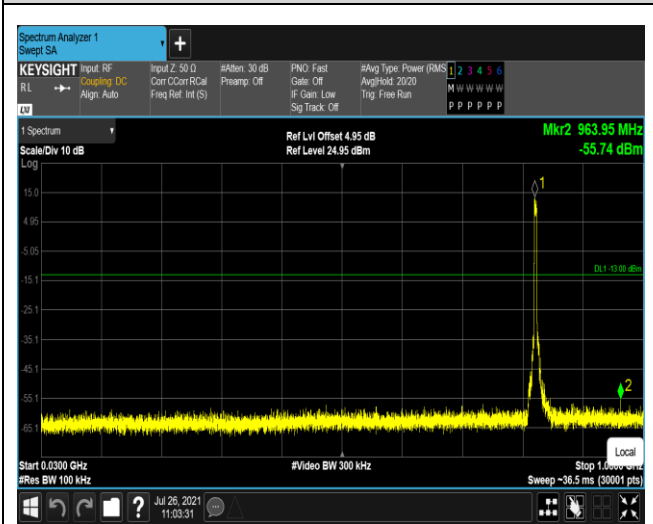 Spectrum Analyzer 1
Swept SA
+
KEYSIGHT
Input: RF
Coupling: DC
Align: Auto
Input Z: 50 Ω
Corr CCorr RCal
Freq Ref: Int (S)
#Atten: 30 dB
Preamp: Off
PNO: Fast
Gate: Off
IF Gain: Low
Sig Track: Off
#Avg Type: Power (RMS
Avg|Hold: 20/20
Trig: Free Run
1 2 3 4 5 6
M W W W W W
P P P P P P
RL
LXI
1 Spectrum
Scale/Div 10 dB
Log
Ref Lvl Offset 4.95 dB
Ref Level 24.95 dBm
Mkr2 963.95 MHz
-55.74 dBm
15.0
4.95
-5.05
-15.1
-25.1
-35.1
-45.1
-55.1
-65.1
1
DL1 -13.00 dBm
2
Local
Start 0.0300 GHz
#Res BW 100 kHz
#Video BW 300 kHz
Stop 1.0000 GHz
Sweep ~36.5 ms (30001 pts)
?
Jul 26, 2021
11:03:31